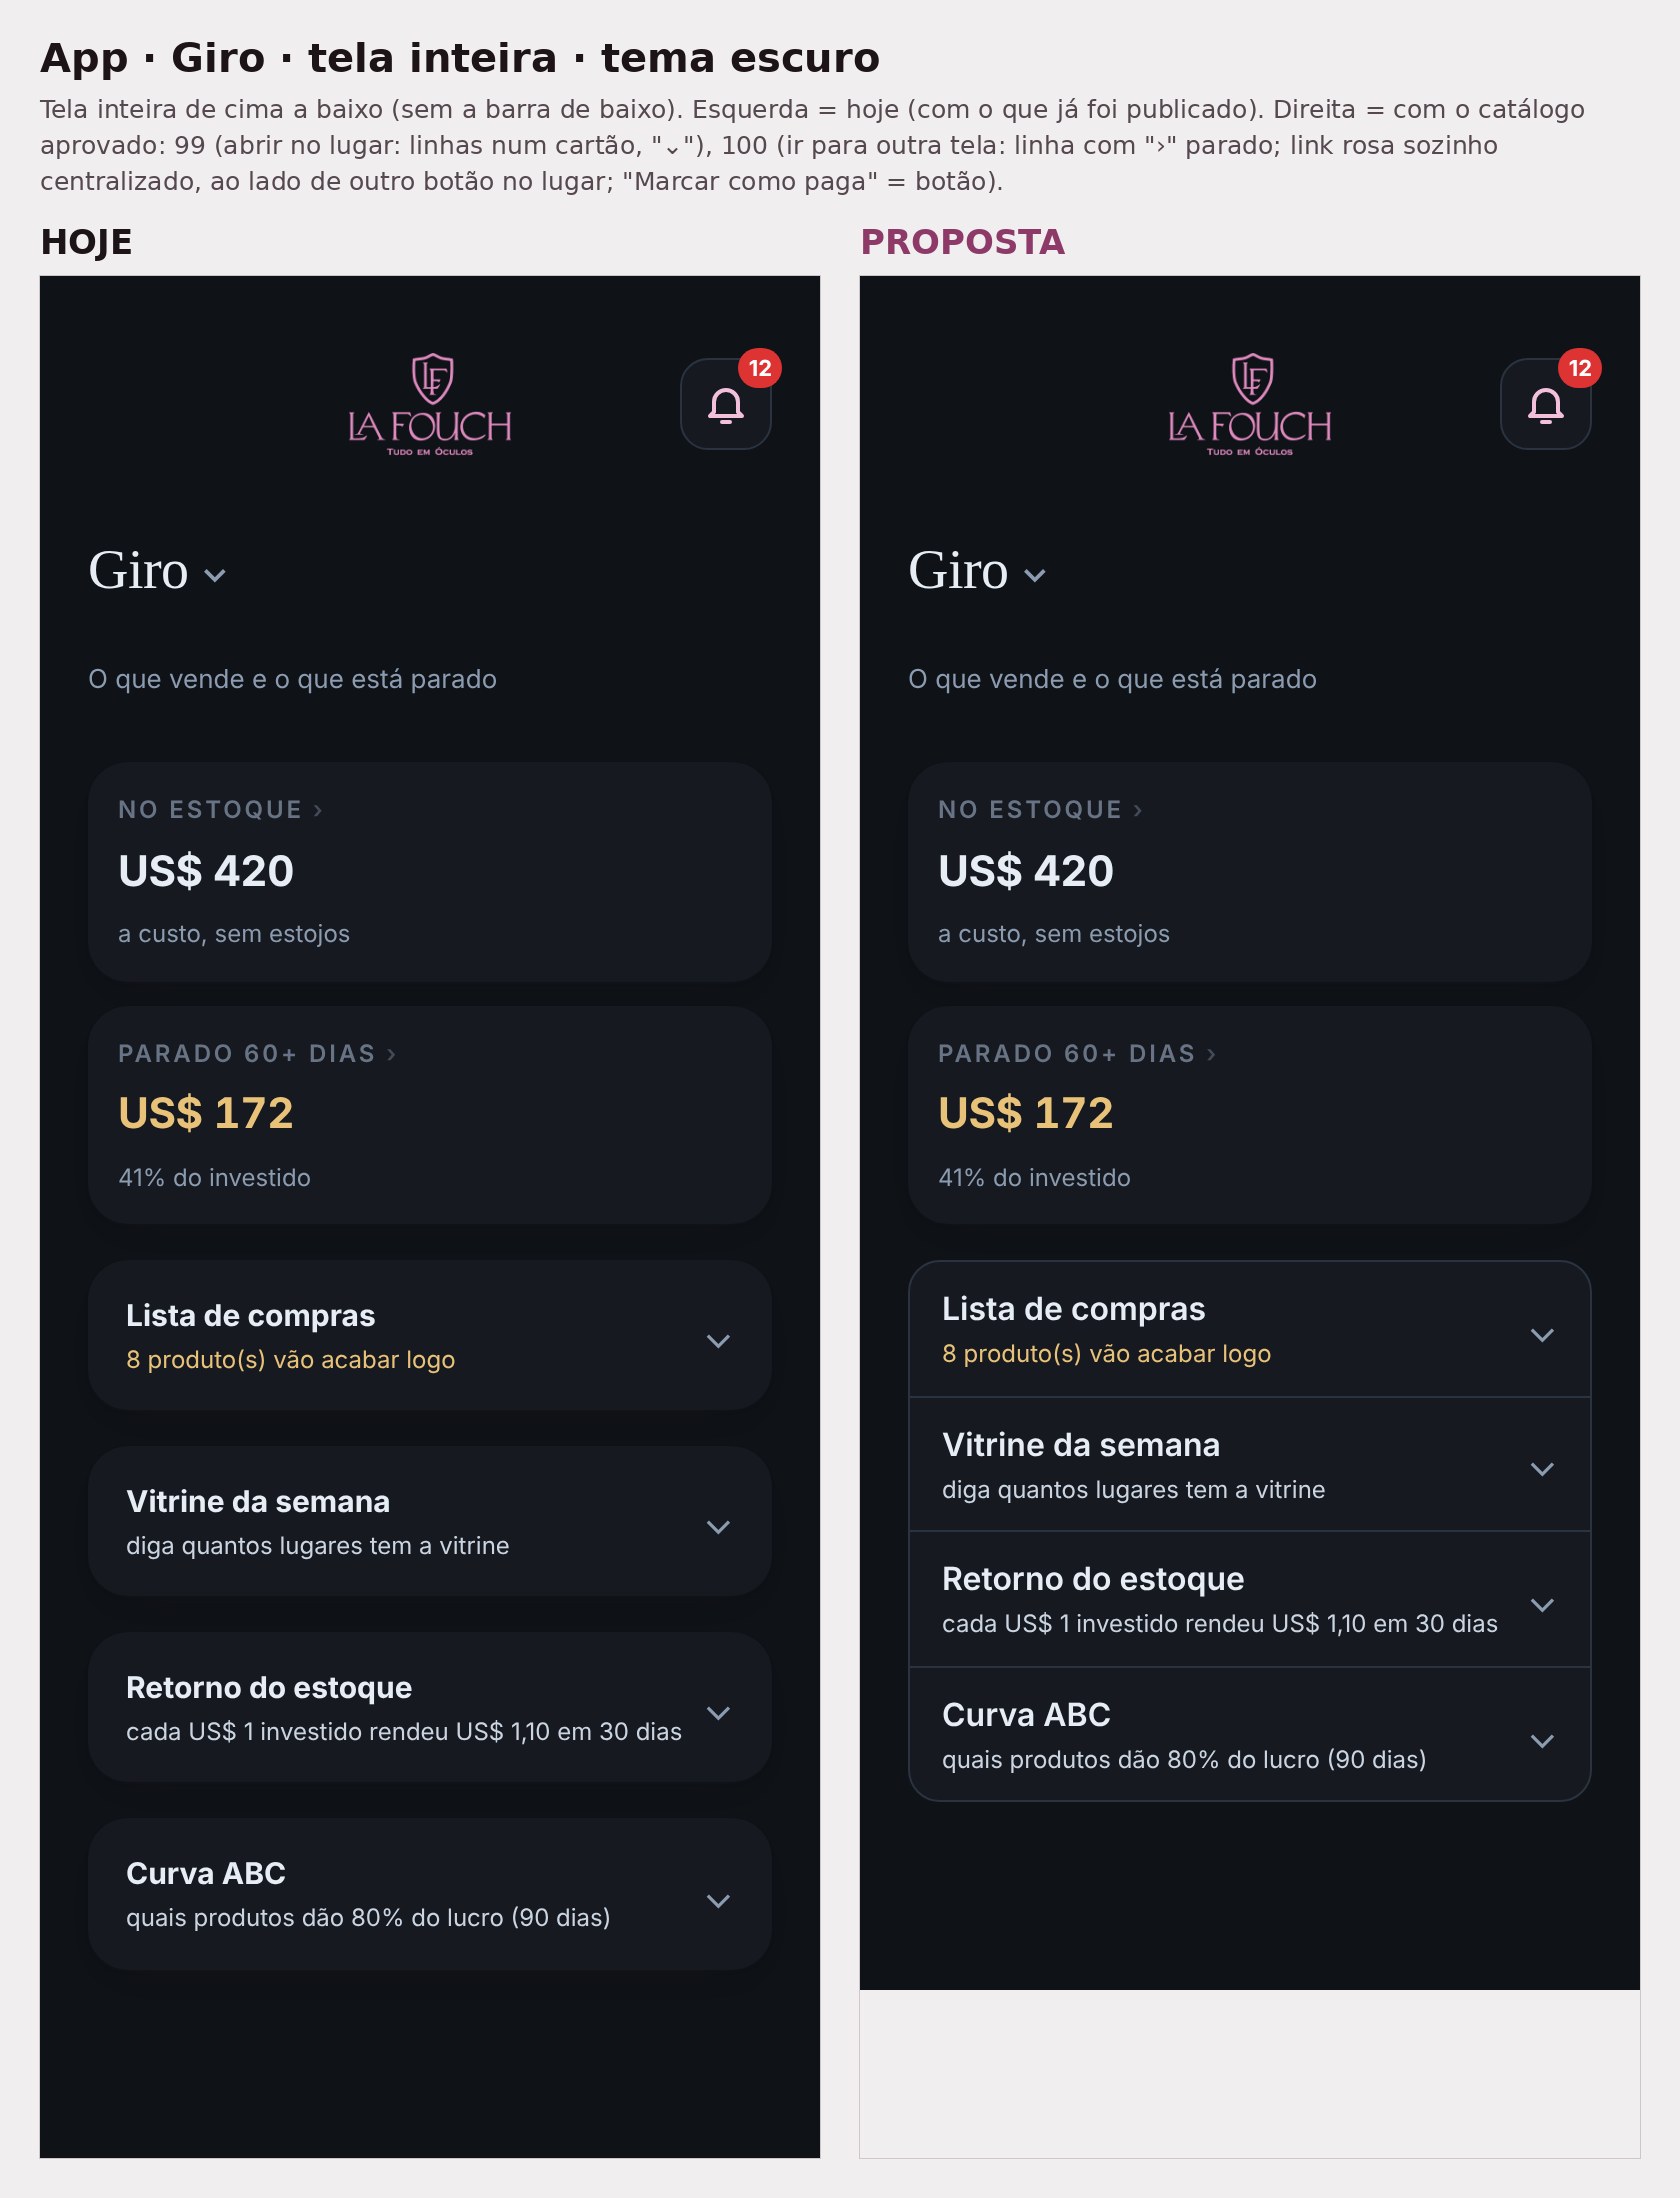 App · Giro · tela inteira · tema escuro
Tela inteira de cima a baixo (sem a barra de baixo). Esquerda = hoje (com o que já foi publicado). Direita = com o catálogo
aprovado: 99 (abrir no lugar: linhas num cartão, "⌄"), 100 (ir para outra tela: linha com "›" parado; link rosa sozinho
centralizado, ao lado de outro botão no lugar; "Marcar como paga" = botão).
HOJE
LF
LA FOUCH
TUDO EM ÓCULOS
12
Giro
O que vende e o que está parado
NO ESTOQUE ›
US$ 420
a custo, sem estojos
PARADO 60+ DIAS ›
US$ 172
41% do investido
Lista de compras
8 produto(s) vão acabar logo
Vitrine da semana
diga quantos lugares tem a vitrine
Retorno do estoque
cada US$ 1 investido rendeu US$ 1,10 em 30 dias
Curva ABC
quais produtos dão 80% do lucro (90 dias)
PROPOSTA
LF
LA FOUCH
TUDO EM ÓCULOS
12
Giro
O que vende e o que está parado
NO ESTOQUE ›
US$ 420
a custo, sem estojos
PARADO 60+ DIAS ›
US$ 172
41% do investido
Lista de compras
8 produto(s) vão acabar logo
Vitrine da semana
diga quantos lugares tem a vitrine
Retorno do estoque
cada US$ 1 investido rendeu US$ 1,10 em 30 dias
Curva ABC
quais produtos dão 80% do lucro (90 dias)